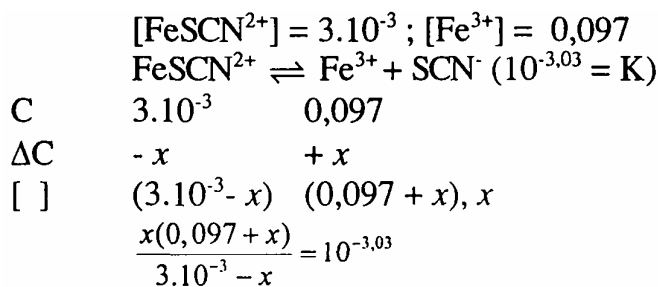 [FeSCN²⁺] = 3.10⁻³ ; [Fe³⁺] = 0,097
FeSCN²⁺ ⇌ Fe³⁺ + SCN⁻ (10⁻³,⁰³ = K)
C 3.10⁻³ 0,097
ΔC - x + x
[ ] (3.10⁻³- x) (0,097 + x), x
x(0,097 + x)
3.10⁻³ − x
= 10⁻³,⁰³